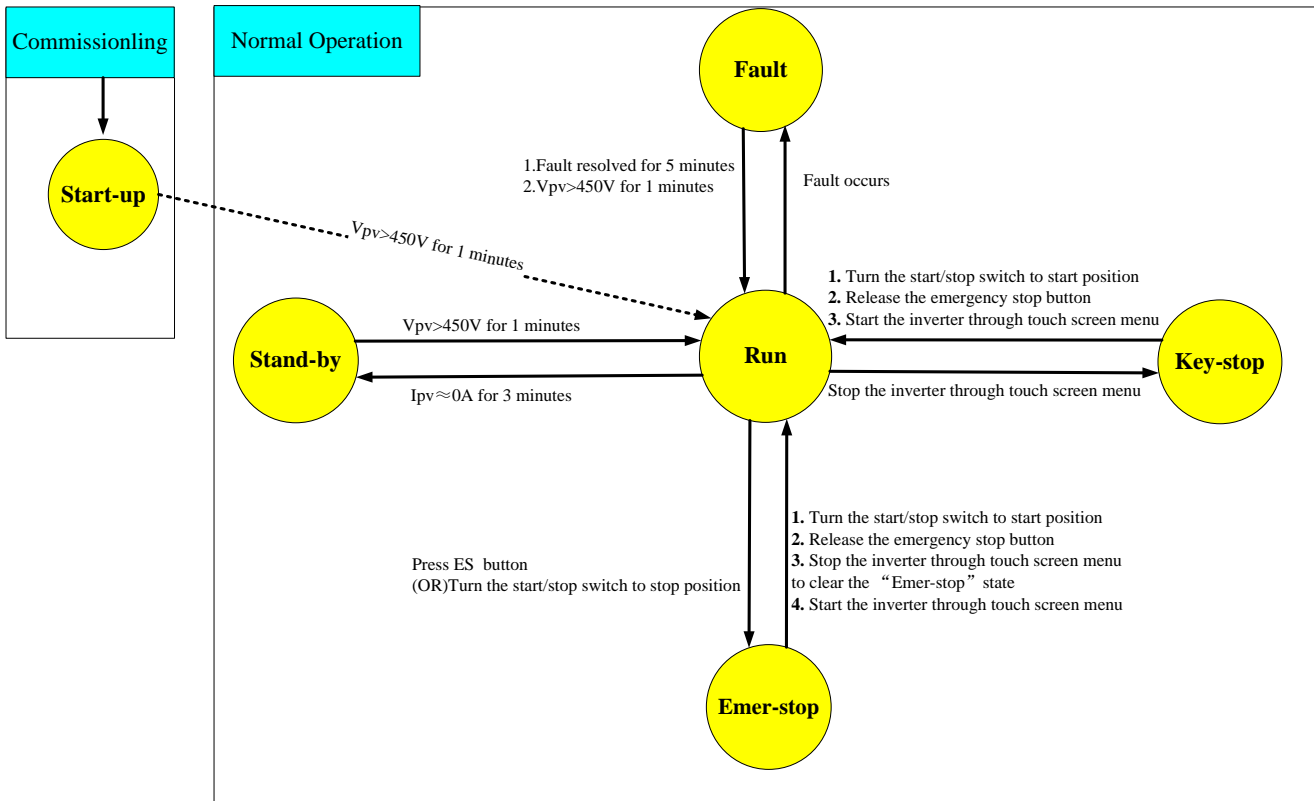 Commissionling
Normal Operation
Fault
Start-up
1.Fault resolved for 5 minutes
2.Vpv>450V for 1 minutes
Fault occurs
Vpv>450V for 1 minutes
1. Turn the start/stop switch to start position
2. Release the emergency stop button
3. Start the inverter through touch screen menu
Stand-by
Vpv>450V for 1 minutes
Ipv≈0A for 3 minutes
Run
Key-stop
Stop the inverter through touch screen menu
Press ES  button
(OR)Turn the start/stop switch to stop position
1. Turn the start/stop switch to start position
2. Release the emergency stop button
3. Stop the inverter through touch screen menu
to clear the “Emer-stop” state
4. Start the inverter through touch screen menu
Emer-stop